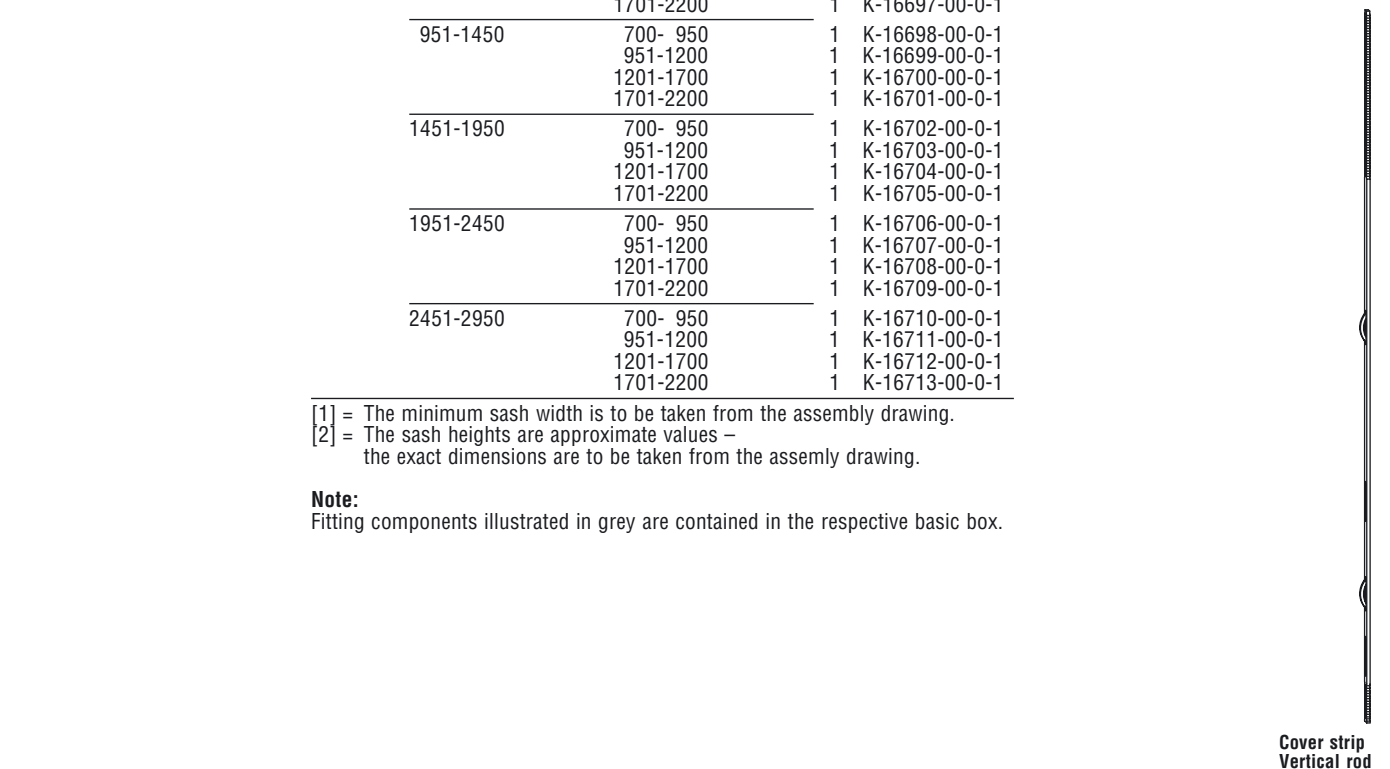 1701-2200 1 K-16697-00-0-1
951-1450 700- 950 1 K-16698-00-0-1
951-1200 1 K-16699-00-0-1
1201-1700 1 K-16700-00-0-1
1701-2200 1 K-16701-00-0-1
1451-1950 700- 950 1 K-16702-00-0-1
951-1200 1 K-16703-00-0-1
1201-1700 1 K-16704-00-0-1
1701-2200 1 K-16705-00-0-1
1951-2450 700- 950 1 K-16706-00-0-1
951-1200 1 K-16707-00-0-1
1201-1700 1 K-16708-00-0-1
1701-2200 1 K-16709-00-0-1
2451-2950 700- 950 1 K-16710-00-0-1
951-1200 1 K-16711-00-0-1
1201-1700 1 K-16712-00-0-1
1701-2200 1 K-16713-00-0-1
[1] = The minimum sash width is to be taken from the assembly drawing.
[2] = The sash heights are approximate values –
the exact dimensions are to be taken from the assemly drawing.
Note:
Fitting components illustrated in grey are contained in the respective basic box.
Cover strip
Vertical rod